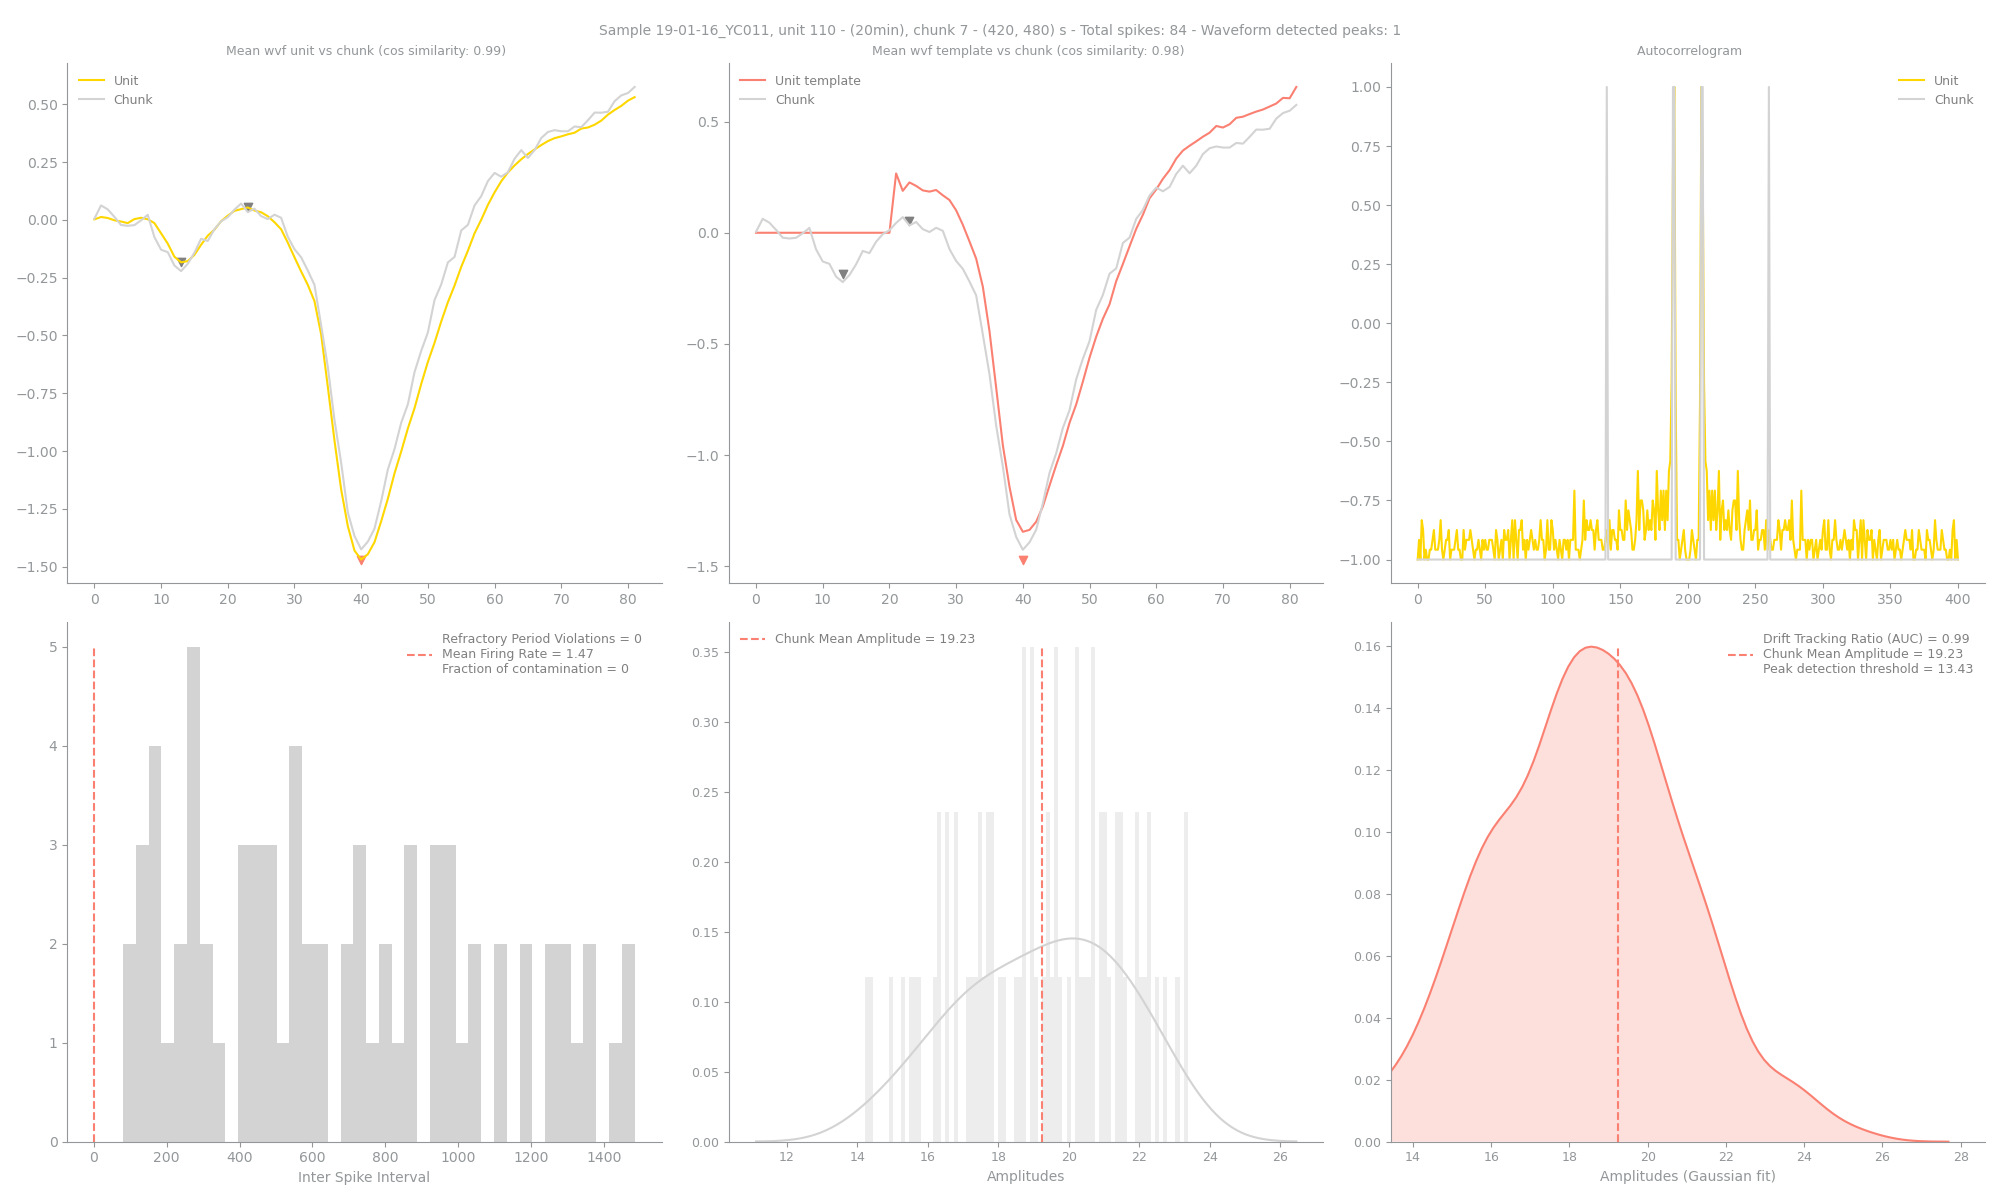 Sample 19-01-16_YC011, unit 110 - (20min), chunk 7 - (420, 480) s - Total spikes: 84 - Waveform detected peaks: 1
Mean wvf unit vs chunk (cos similarity: 0.99)
Unit
Chunk
0.50
0.25
0.00
−0.25
−0.50
−0.75
−1.00
−1.25
−1.50
0 10 20 30 40 50 60 70 80
Mean wvf template vs chunk (cos similarity: 0.98)
Unit template
Chunk
0.5
0.0
−0.5
−1.0
−1.5
0 10 20 30 40 50 60 70 80
Autocorrelogram
Unit
Chunk
1.00
0.75
0.50
0.25
0.00
−0.25
−0.50
−0.75
−1.00
0 50 100 150 200 250 300 350 400
Refractory Period Violations = 0
Mean Firing Rate = 1.47
Fraction of contamination = 0
5
4
3
2
1
0
0 200 400 600 800 1000 1200 1400
Inter Spike Interval
Chunk Mean Amplitude = 19.23
0.35
0.30
0.25
0.20
0.15
0.10
0.05
0.00
12 14 16 18 20 22 24 26
Amplitudes
Drift Tracking Ratio (AUC) = 0.99
Chunk Mean Amplitude = 19.23
Peak detection threshold = 13.43
0.16
0.14
0.12
0.10
0.08
0.06
0.04
0.02
0.00
14 16 18 20 22 24 26 28
Amplitudes (Gaussian fit)